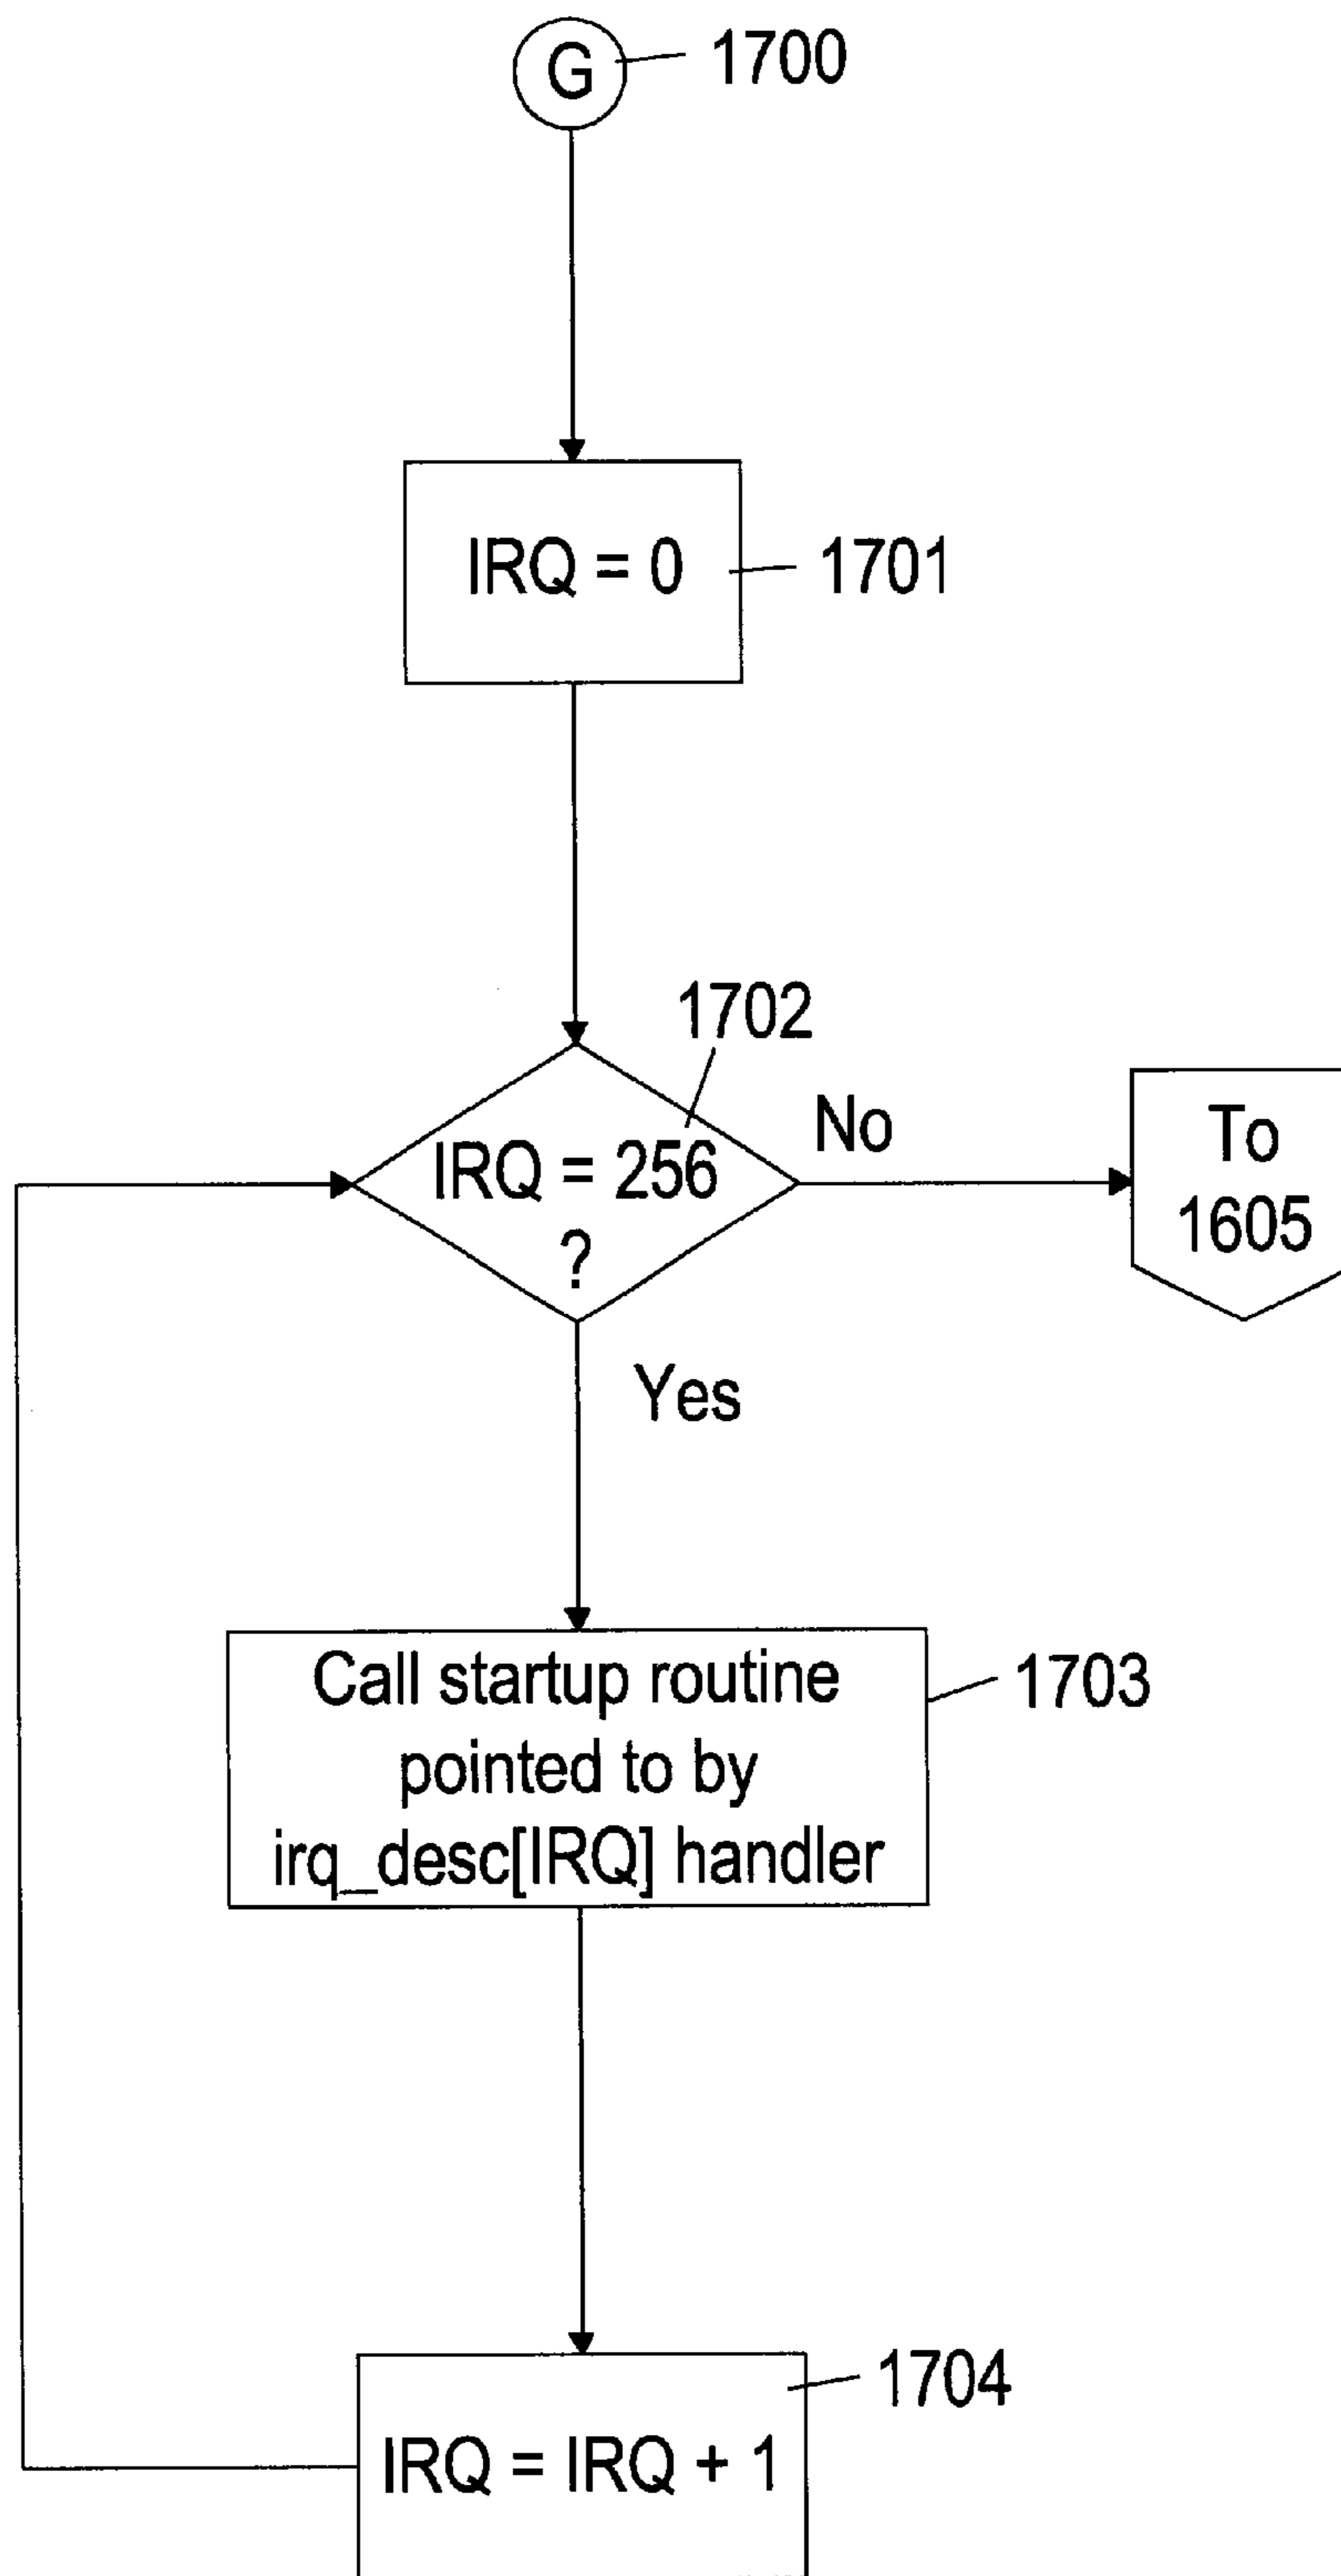 G
1700
IRQ = 0
1701
1702
IRQ = 256
?
No
To
1605
Yes
Call startup routine
pointed to by
irq_desc[IRQ] handler
1703
1704
IRQ = IRQ + 1